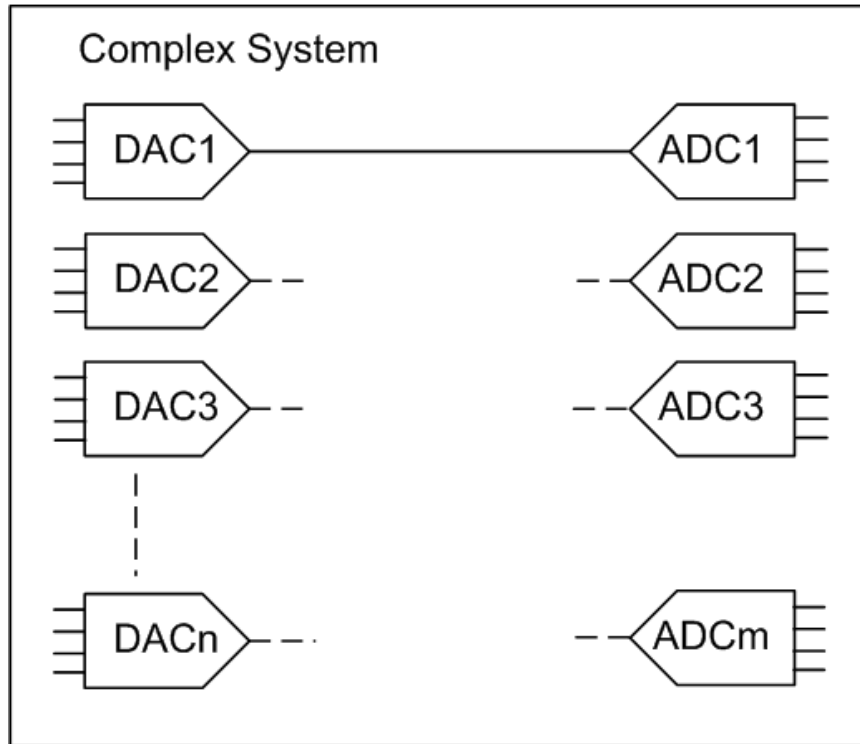 Complex System
DAC1 ADC1
DAC2 ADC2
DAC3 ADC3
DACn ADCm